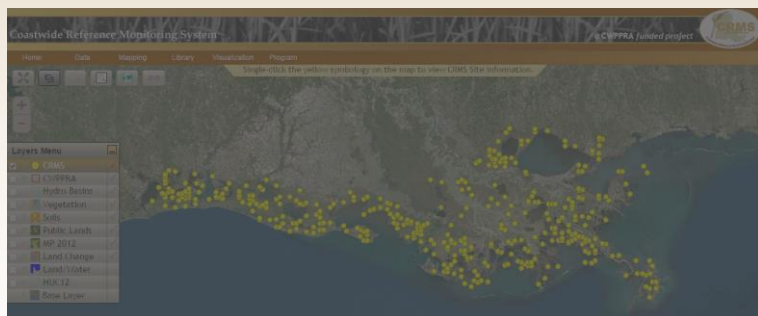 Coastwide Reference Monitoring System
a CWPPRA funded project
CRMS
Home Data Mapping Library Visualization Program
Single-click the yellow symbology on the map to view CRMS Site Information.
+
−
Layers Menu
CRMS
CWPPRA
Hydro Basins
Vegetation
Soils
Public Lands
MP 2012
Land Change
Land/Water
HUC12
Base Layer